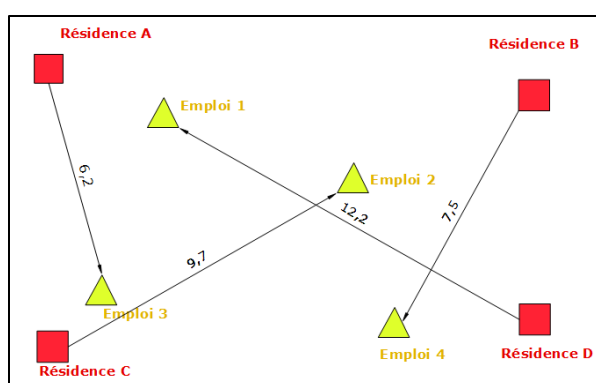 Résidence A
Résidence B
Emploi 1
6,2
Emploi 2
12,2
7,5
9,7
Emploi 3
Emploi 4
Résidence D
Résidence C